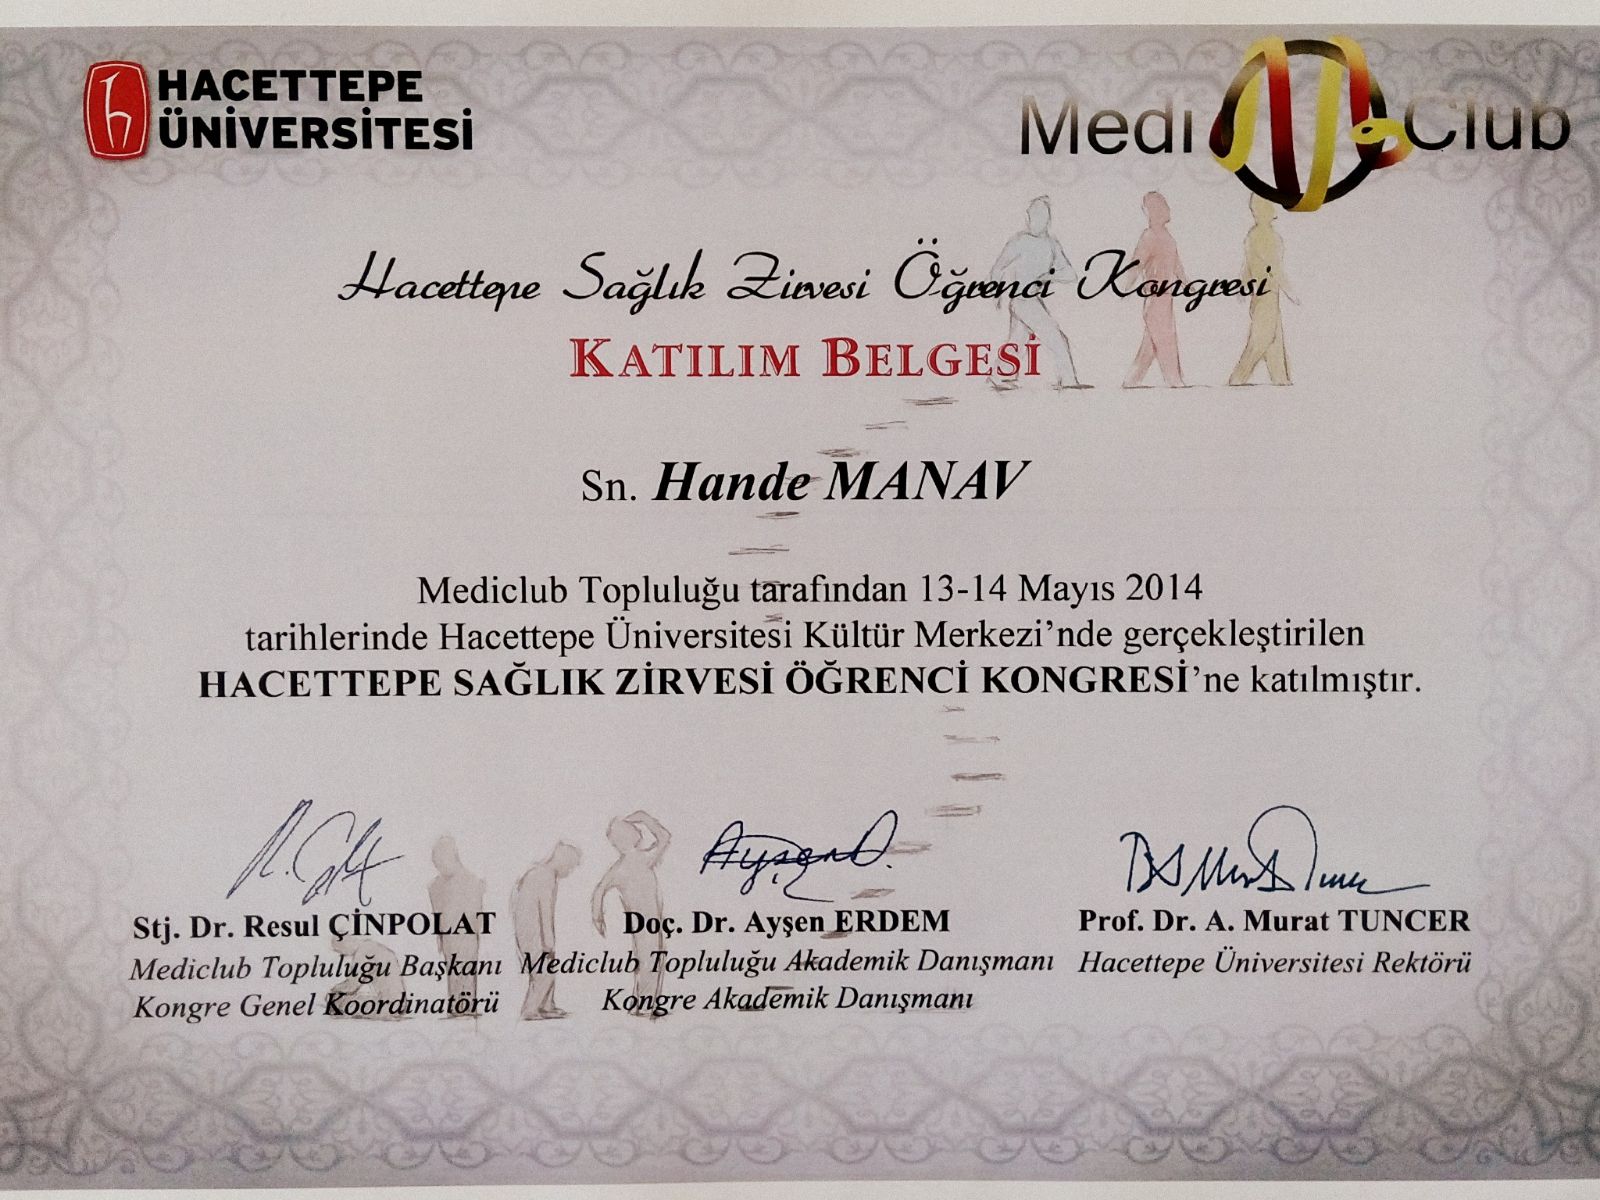 HACETTEPE
ÜNİVERSİTESİ
Medi Club
Hacettepe Sağlık Zirvesi Öğrenci Kongresi
KATILIM BELGESİ
Sn. Hande MANAV
Mediclub Topluluğu tarafından 13-14 Mayıs 2014
tarihlerinde Hacettepe Üniversitesi Kültür Merkezi’nde gerçekleştirilen
HACETTEPE SAĞLIK ZİRVESİ ÖĞRENCİ KONGRESİ’ne katılmıştır.
Stj. Dr. Resul ÇİNPOLAT
Mediclub Topluluğu Başkanı
Kongre Genel Koordinatörü
Doç. Dr. Ayşen ERDEM
Mediclub Topluluğu Akademik Danışmanı
Kongre Akademik Danışmanı
Prof. Dr. A. Murat TUNCER
Hacettepe Üniversitesi Rektörü